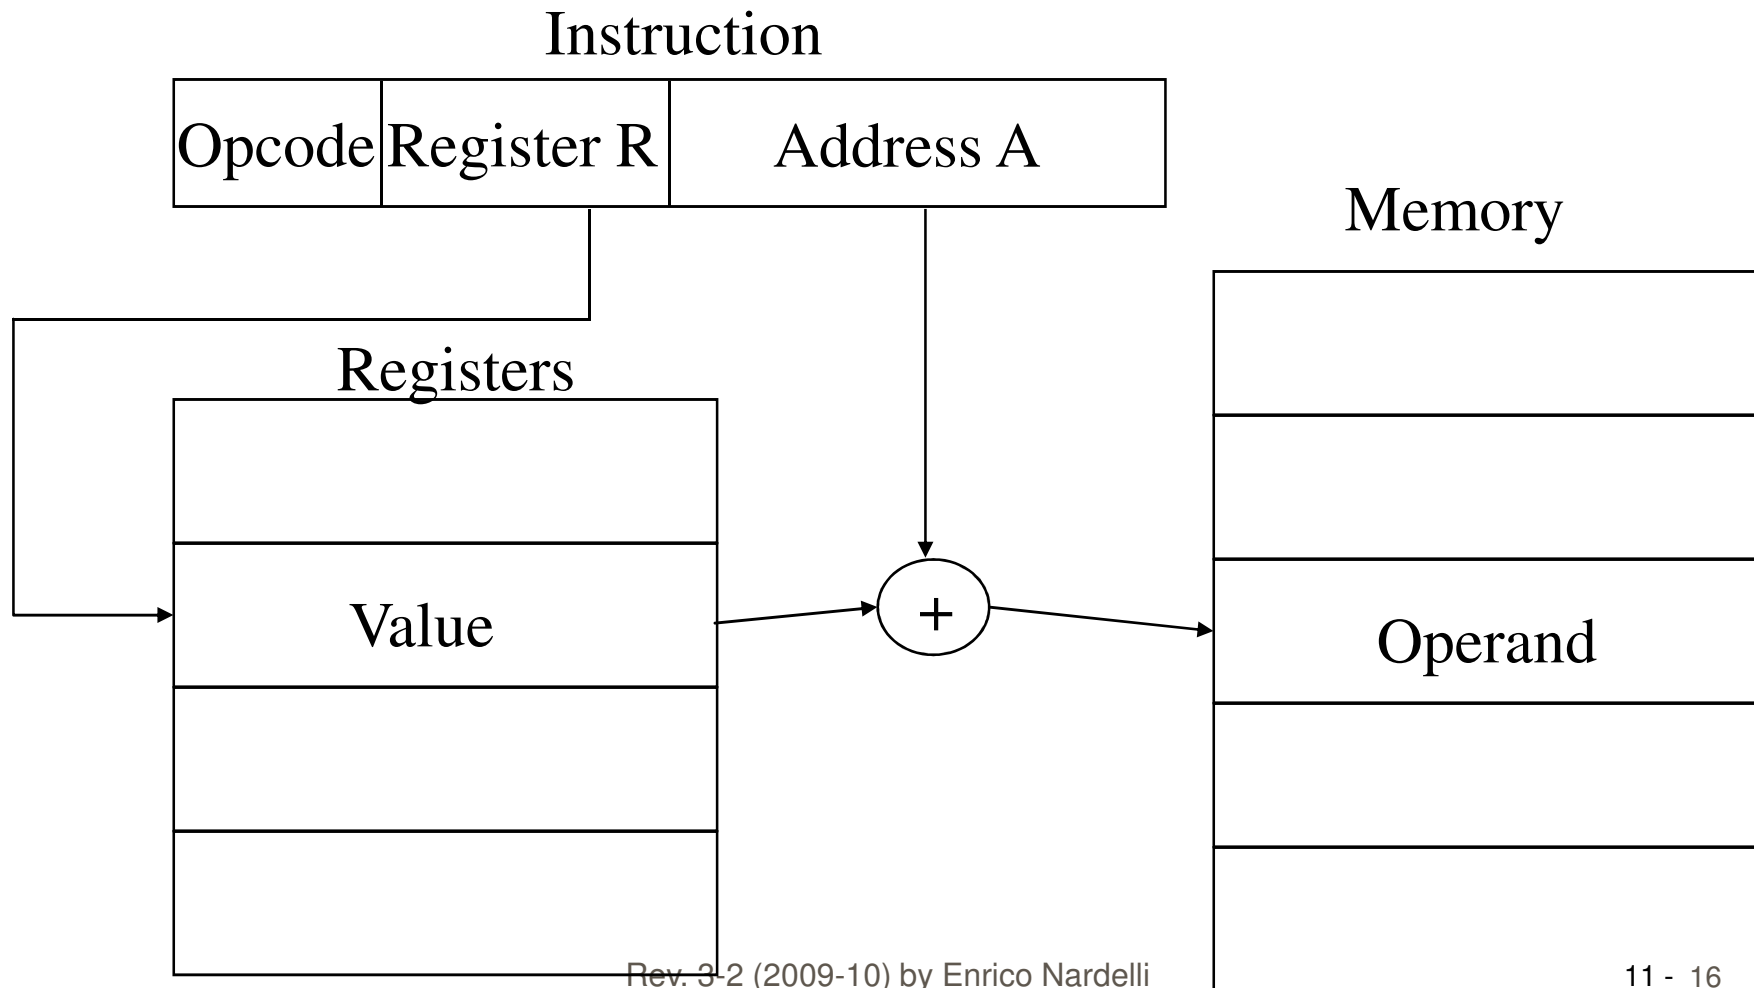 Instruction
Opcode Register R Address A
Memory
Registers
Value
+
Operand
Rev. 3-2 (2009-10) by Enrico Nardelli
11 - 16